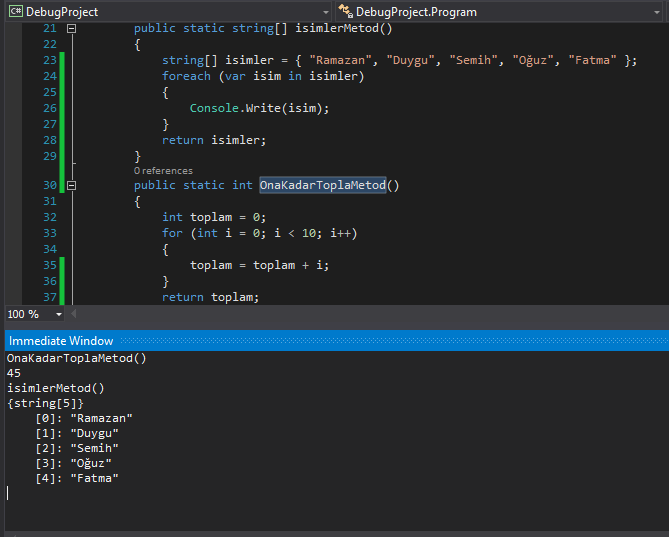 C# DebugProject DebugProject.Program
21 public static string[] isimlerMetod()
22 {
23 string[] isimler = { "Ramazan", "Duygu", "Semih", "Oğuz", "Fatma" };
24 foreach (var isim in isimler)
25 {
26 Console.Write(isim);
27 }
28 return isimler;
29 }
0 references
30 public static int OnaKadarToplaMetod()
31 {
32 int toplam = 0;
33 for (int i = 0; i < 10; i++)
34 {
35 toplam = toplam + i;
36 }
37 return toplam;
100 %
Immediate Window
OnaKadarToplaMetod()
45
isimlerMetod()
{string[5]}
[0]: "Ramazan"
[1]: "Duygu"
[2]: "Semih"
[3]: "Oğuz"
[4]: "Fatma"